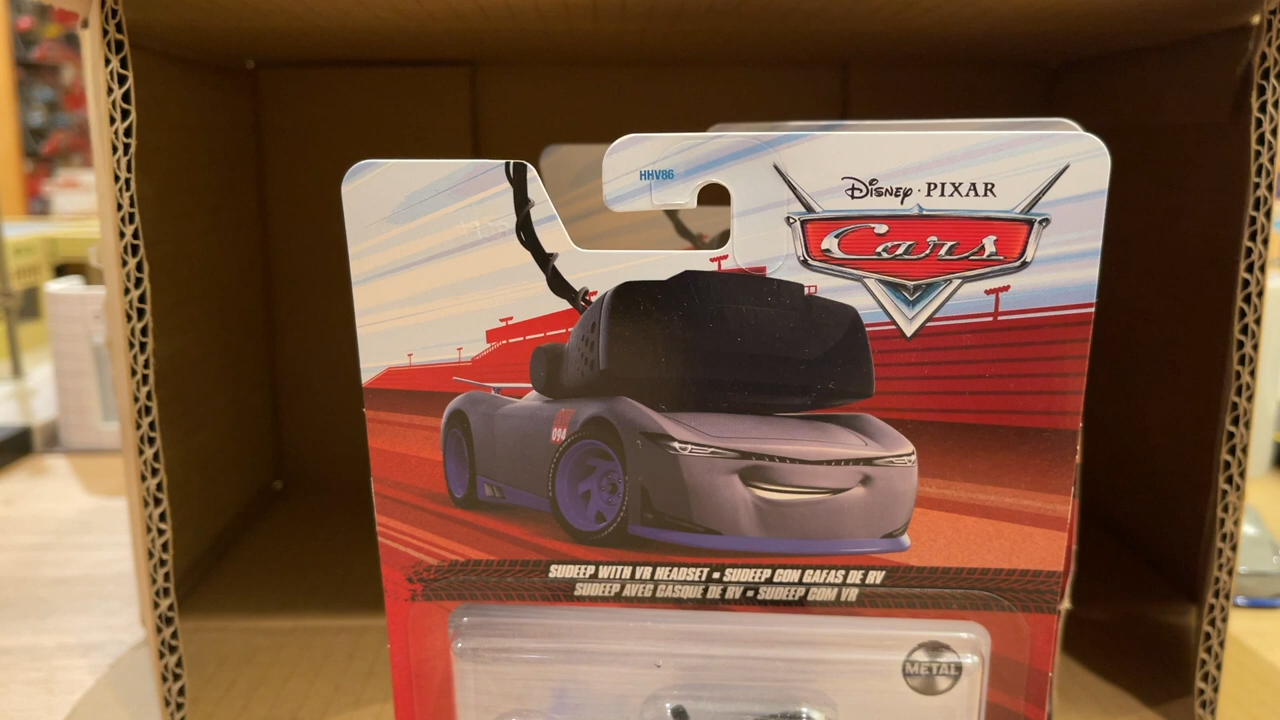 HHV86
Disney · PIXAR
Cars
094
SUDEEP WITH VR HEADSET - SUDEEP CON GAFAS DE RV
SUDEEP AVEC CASQUE DE RV - SUDEEP COM VR
METAL